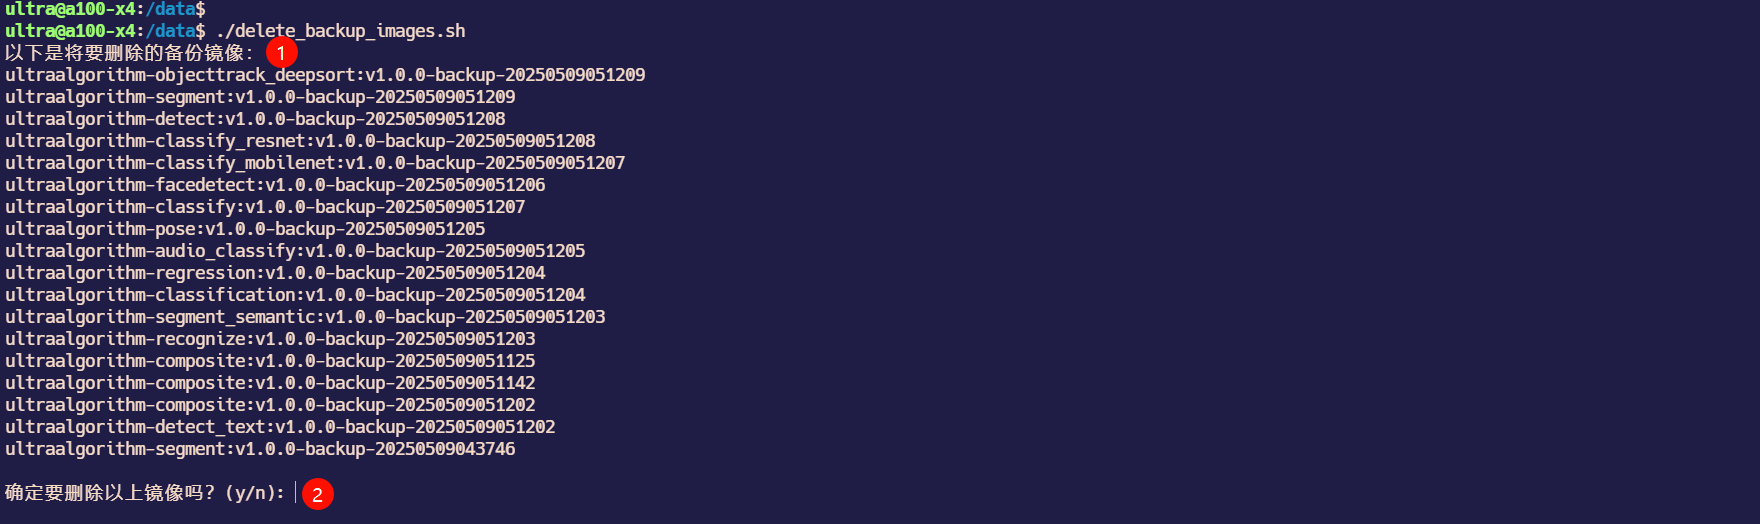 ultra@a100-x4:/data$
ultra@a100-x4:/data$ ./delete_backup_images.sh
以下是将要删除的备份镜像： 1
ultraalgorithm-objecttrack_deepsort:v1.0.0-backup-20250509051209
ultraalgorithm-segment:v1.0.0-backup-20250509051209
ultraalgorithm-detect:v1.0.0-backup-20250509051208
ultraalgorithm-classify_resnet:v1.0.0-backup-20250509051208
ultraalgorithm-classify_mobilenet:v1.0.0-backup-20250509051207
ultraalgorithm-facedetect:v1.0.0-backup-20250509051206
ultraalgorithm-classify:v1.0.0-backup-20250509051207
ultraalgorithm-pose:v1.0.0-backup-20250509051205
ultraalgorithm-audio_classify:v1.0.0-backup-20250509051205
ultraalgorithm-regression:v1.0.0-backup-20250509051204
ultraalgorithm-classification:v1.0.0-backup-20250509051204
ultraalgorithm-segment_semantic:v1.0.0-backup-20250509051203
ultraalgorithm-recognize:v1.0.0-backup-20250509051203
ultraalgorithm-composite:v1.0.0-backup-20250509051125
ultraalgorithm-composite:v1.0.0-backup-20250509051142
ultraalgorithm-composite:v1.0.0-backup-20250509051202
ultraalgorithm-detect_text:v1.0.0-backup-20250509051202
ultraalgorithm-segment:v1.0.0-backup-20250509043746
确定要删除以上镜像吗？(y/n): 2